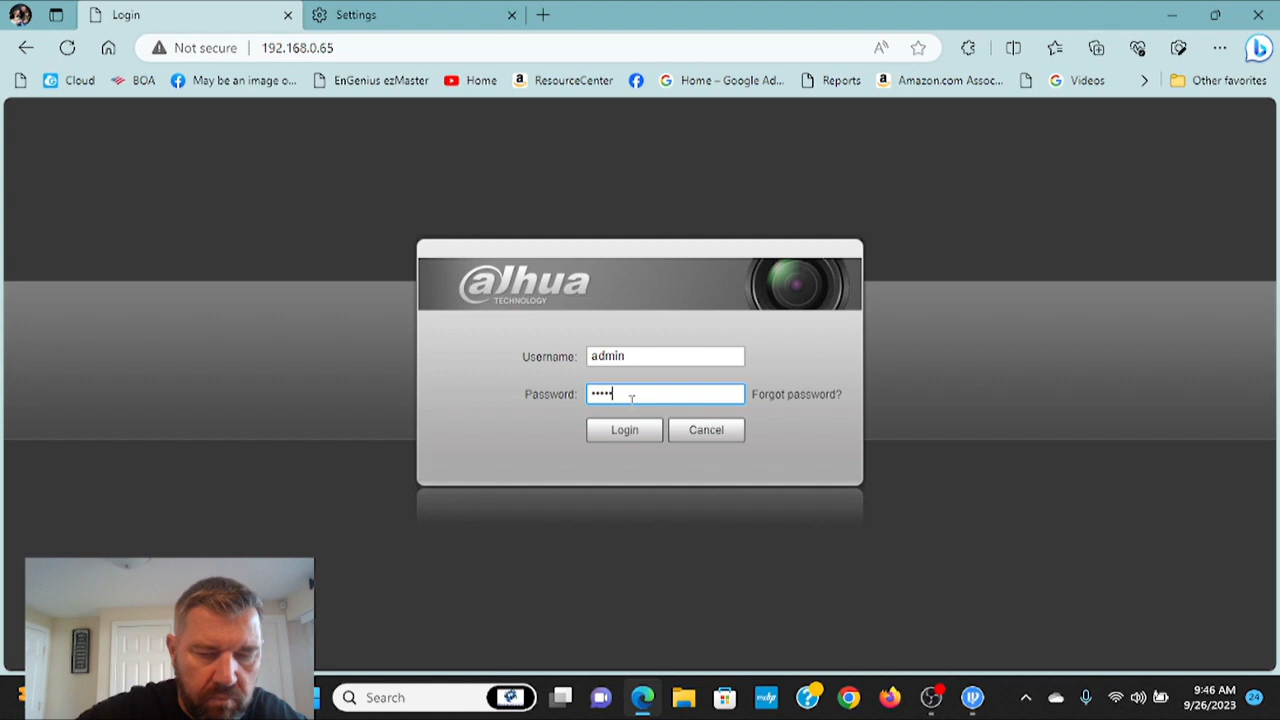 Login
Settings
Not secure
192.168.0.65
Cloud
BOA
May be an image o...
EnGenius ezMaster
Home
ResourceCenter
Home – Google Ad...
Reports
Amazon.com Assoc...
Videos
Other favorites
alhua
TECHNOLOGY
Username: admin
Password: •••••
Forgot password?
Login
Cancel
Search
9:46 AM
9/26/2023
24